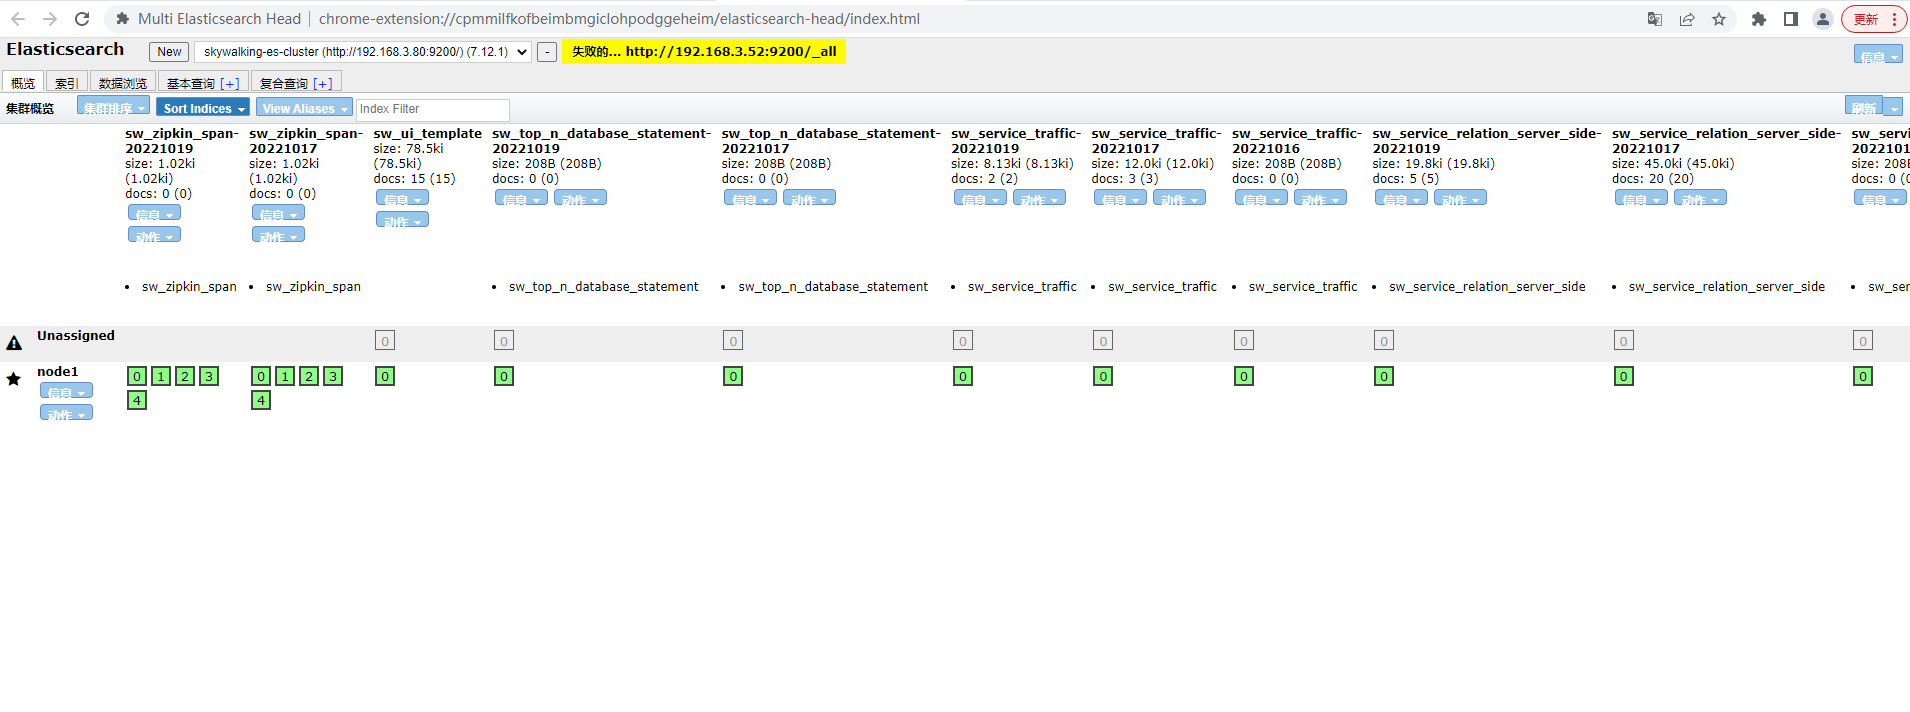 Multi Elasticsearch Head | chrome-extension://cpmmilfkofbeimbmgiclohpodggeheim/elasticsearch-head/index.html 更新
Elasticsearch New skywalking-es-cluster (http://192.168.3.80:9200/) (7.12.1) - 失败的... http://192.168.3.52:9200/_all 信息
概览 索引 数据浏览 基本查询 [+] 复合查询 [+]
集群概览 集群排序 Sort Indices View Aliases Index Filter 刷新
sw_zipkin_span-20221019
size: 1.02ki (1.02ki)
docs: 0 (0)
信息
动作
sw_zipkin_span-20221017
size: 1.02ki (1.02ki)
docs: 0 (0)
信息
动作
sw_ui_template
size: 78.5ki (78.5ki)
docs: 15 (15)
信息
动作
sw_top_n_database_statement-20221019
size: 208B (208B)
docs: 0 (0)
信息 动作
sw_top_n_database_statement-20221017
size: 208B (208B)
docs: 0 (0)
信息 动作
sw_service_traffic-20221019
size: 8.13ki (8.13ki)
docs: 2 (2)
信息 动作
sw_service_traffic-20221017
size: 12.0ki (12.0ki)
docs: 3 (3)
信息 动作
sw_service_traffic-20221016
size: 208B (208B)
docs: 0 (0)
信息 动作
sw_service_relation_server_side-20221019
size: 19.8ki (19.8ki)
docs: 5 (5)
信息 动作
sw_service_relation_server_side-20221017
size: 45.0ki (45.0ki)
docs: 20 (20)
信息 动作
sw_servi
2022101
size: 208B
docs: 0 (0
信息
• sw_zipkin_span • sw_zipkin_span • sw_top_n_database_statement • sw_top_n_database_statement • sw_service_traffic • sw_service_traffic • sw_service_traffic • sw_service_relation_server_side • sw_service_relation_server_side • sw_ser
Unassigned 0 0 0 0 0 0 0 0 0
node1 0 1 2 3 0 1 2 3 0 0 0 0 0 0 0 0 0
信息 4 4
动作